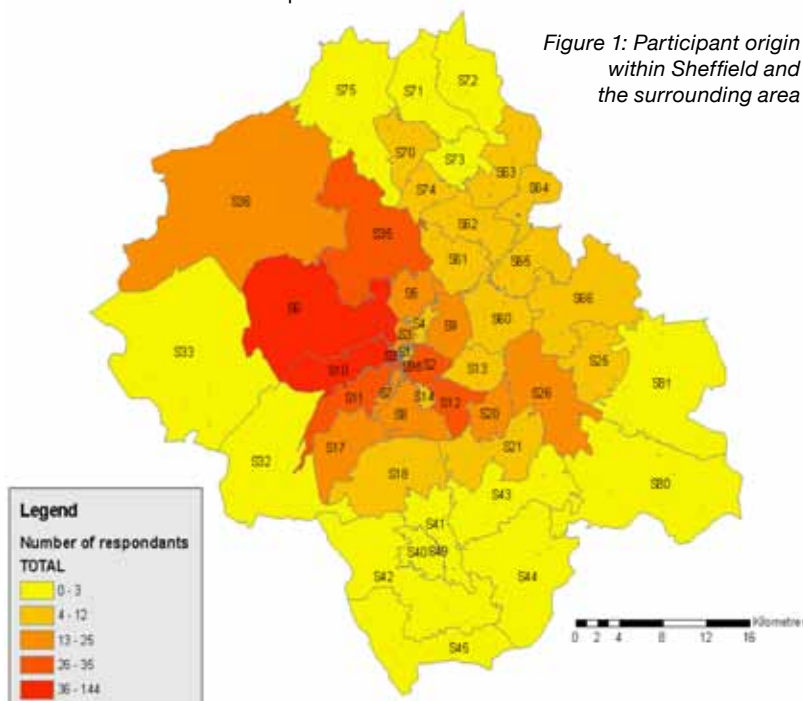 Figure 1: Participant origin
within Sheffield and
the surrounding area
S75
S71
S72
S70
S73
S63
S74
S64
S36
S35
S62
S61
S65
S66
S6
S5
S4
S9
S60
S3
S1
S33
S10
S2
S13
S25
S81
S11
S7
S14
S12
S8
S20
S26
S17
S21
S32
S18
S43
S80
S41
S40
S49
S42
S44
S45
Legend
Number of respondants
TOTAL
0 - 3
4 - 12
13 - 25
26 - 35
36 - 144
Kilometre
0 2 4 8 12 16